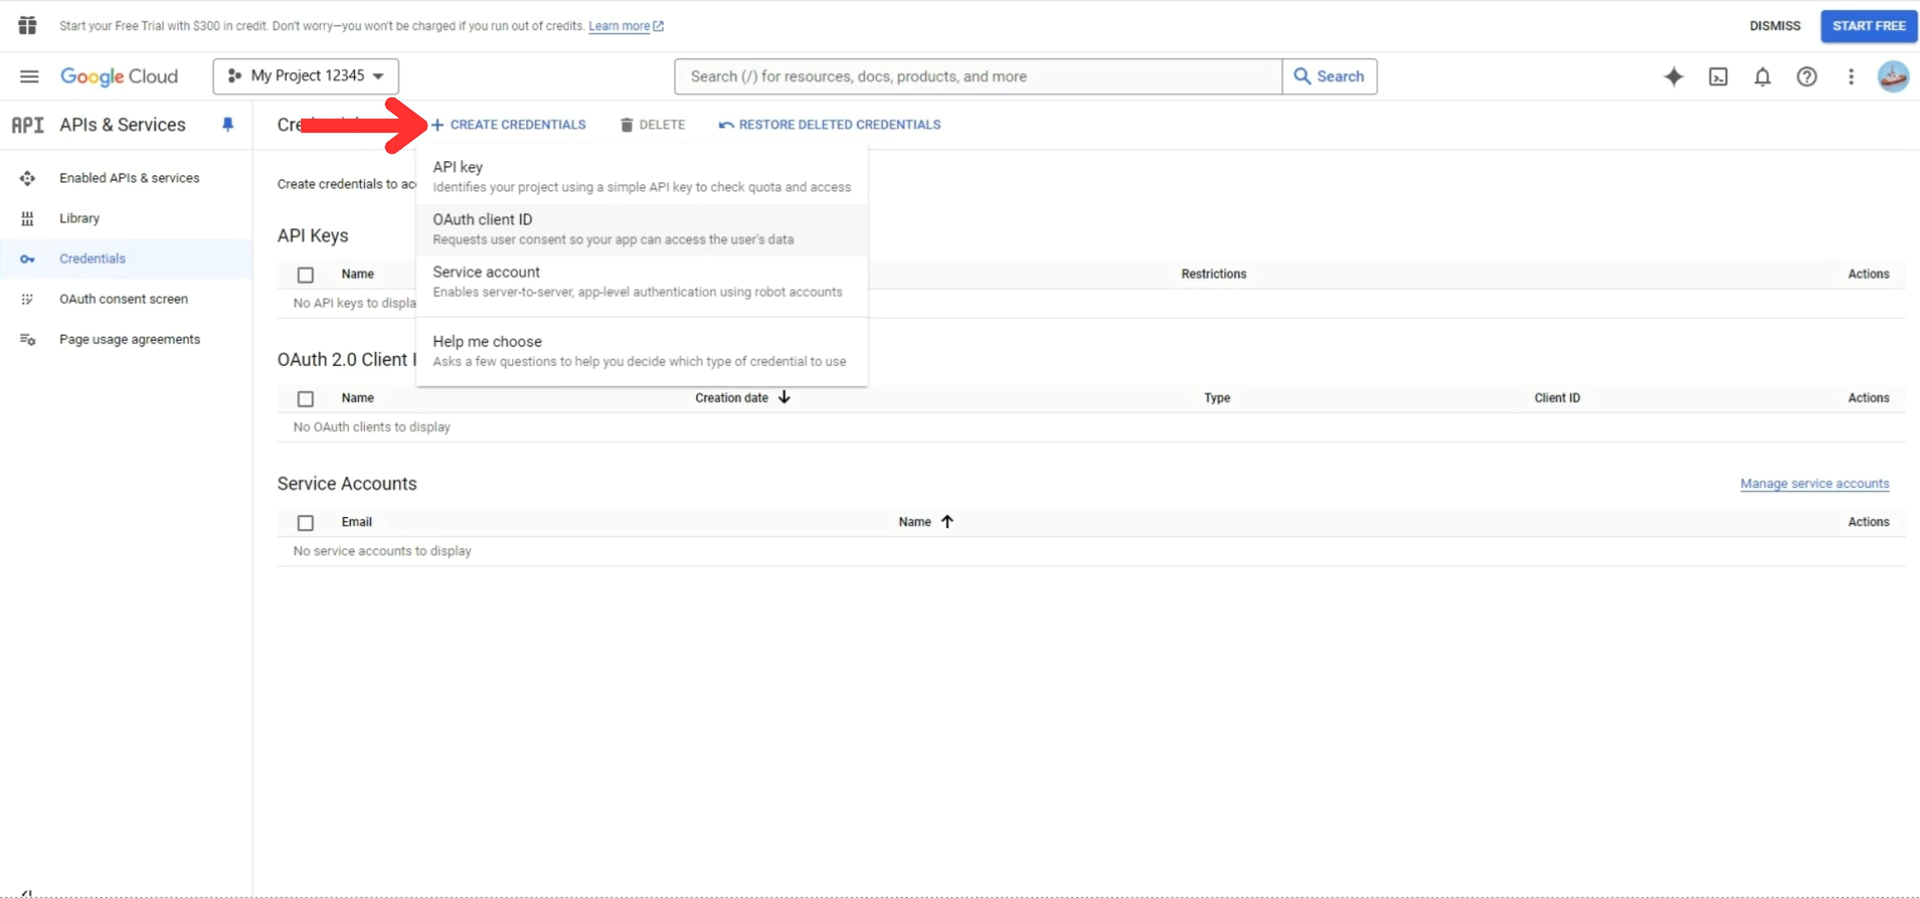 Start your Free Trial with $300 in credit. Don't worry—you won't be charged if you run out of credits. Learn more
DISMISS
START FREE
Google Cloud
My Project 12345
Search (/) for resources, docs, products, and more
Search
API APIs & Services
CREATE CREDENTIALS
DELETE
RESTORE DELETED CREDENTIALS
Enabled APIs & services
Library
Credentials
OAuth consent screen
Page usage agreements
Create credentials to
API key
Identifies your project using a simple API key to check quota and access
OAuth client ID
Requests user consent so your app can access the user's data
Service account
Enables server-to-server, app-level authentication using robot accounts
Help me choose
Asks a few questions to help you decide which type of credential to use
API Keys
Name
Restrictions
Actions
No API keys to
OAuth 2.0 Client
Name
Creation date
Type
Client ID
Actions
No OAuth clients to display
Service Accounts
Manage service accounts
Email
Name
Actions
No service accounts to display